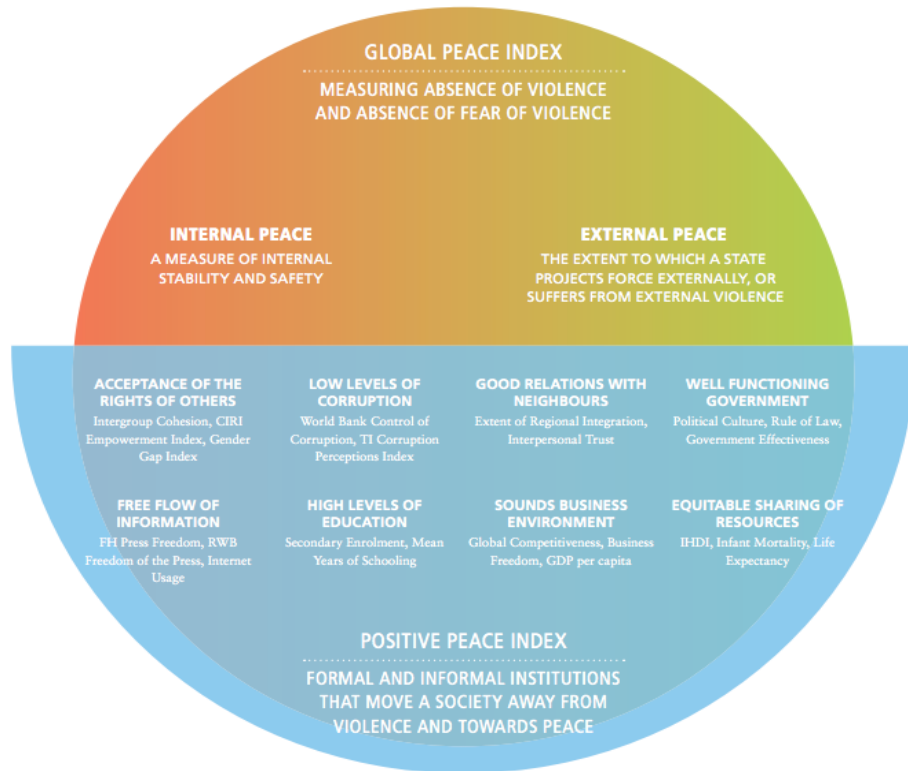 GLOBAL PEACE INDEX
MEASURING ABSENCE OF VIOLENCE
AND ABSENCE OF FEAR OF VIOLENCE
INTERNAL PEACE
A MEASURE OF INTERNAL
STABILITY AND SAFETY
EXTERNAL PEACE
THE EXTENT TO WHICH A STATE
PROJECTS FORCE EXTERNALLY, OR
SUFFERS FROM EXTERNAL VIOLENCE
ACCEPTANCE OF THE
RIGHTS OF OTHERS
Intergroup Cohesion, CIRI
Empowerment Index, Gender
Gap Index
LOW LEVELS OF
CORRUPTION
World Bank Control of
Corruption, TI Corruption
Perceptions Index
GOOD RELATIONS WITH
NEIGHBOURS
Extent of Regional Integration,
Interpersonal Trust
WELL FUNCTIONING
GOVERNMENT
Political Culture, Rule of Law,
Government Effectiveness
FREE FLOW OF
INFORMATION
FH Press Freedom, RWB
Freedom of the Press, Internet
Usage
HIGH LEVELS OF
EDUCATION
Secondary Enrolment, Mean
Years of Schooling
SOUNDS BUSINESS
ENVIRONMENT
Global Competitiveness, Business
Freedom, GDP per capita
EQUITABLE SHARING OF
RESOURCES
IHDI, Infant Mortality, Life
Expectancy
POSITIVE PEACE INDEX
FORMAL AND INFORMAL INSTITUTIONS
THAT MOVE A SOCIETY AWAY FROM
VIOLENCE AND TOWARDS PEACE